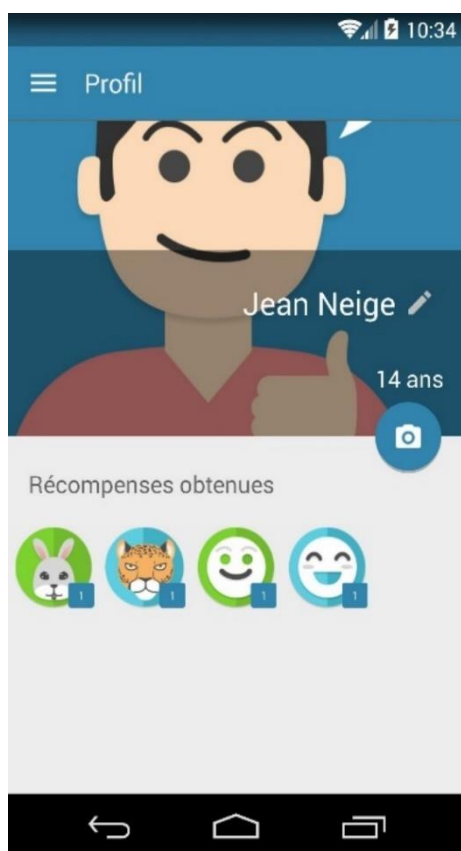 10:34
Profil
Jean Neige
14 ans
Récompenses obtenues
1 1 1 1